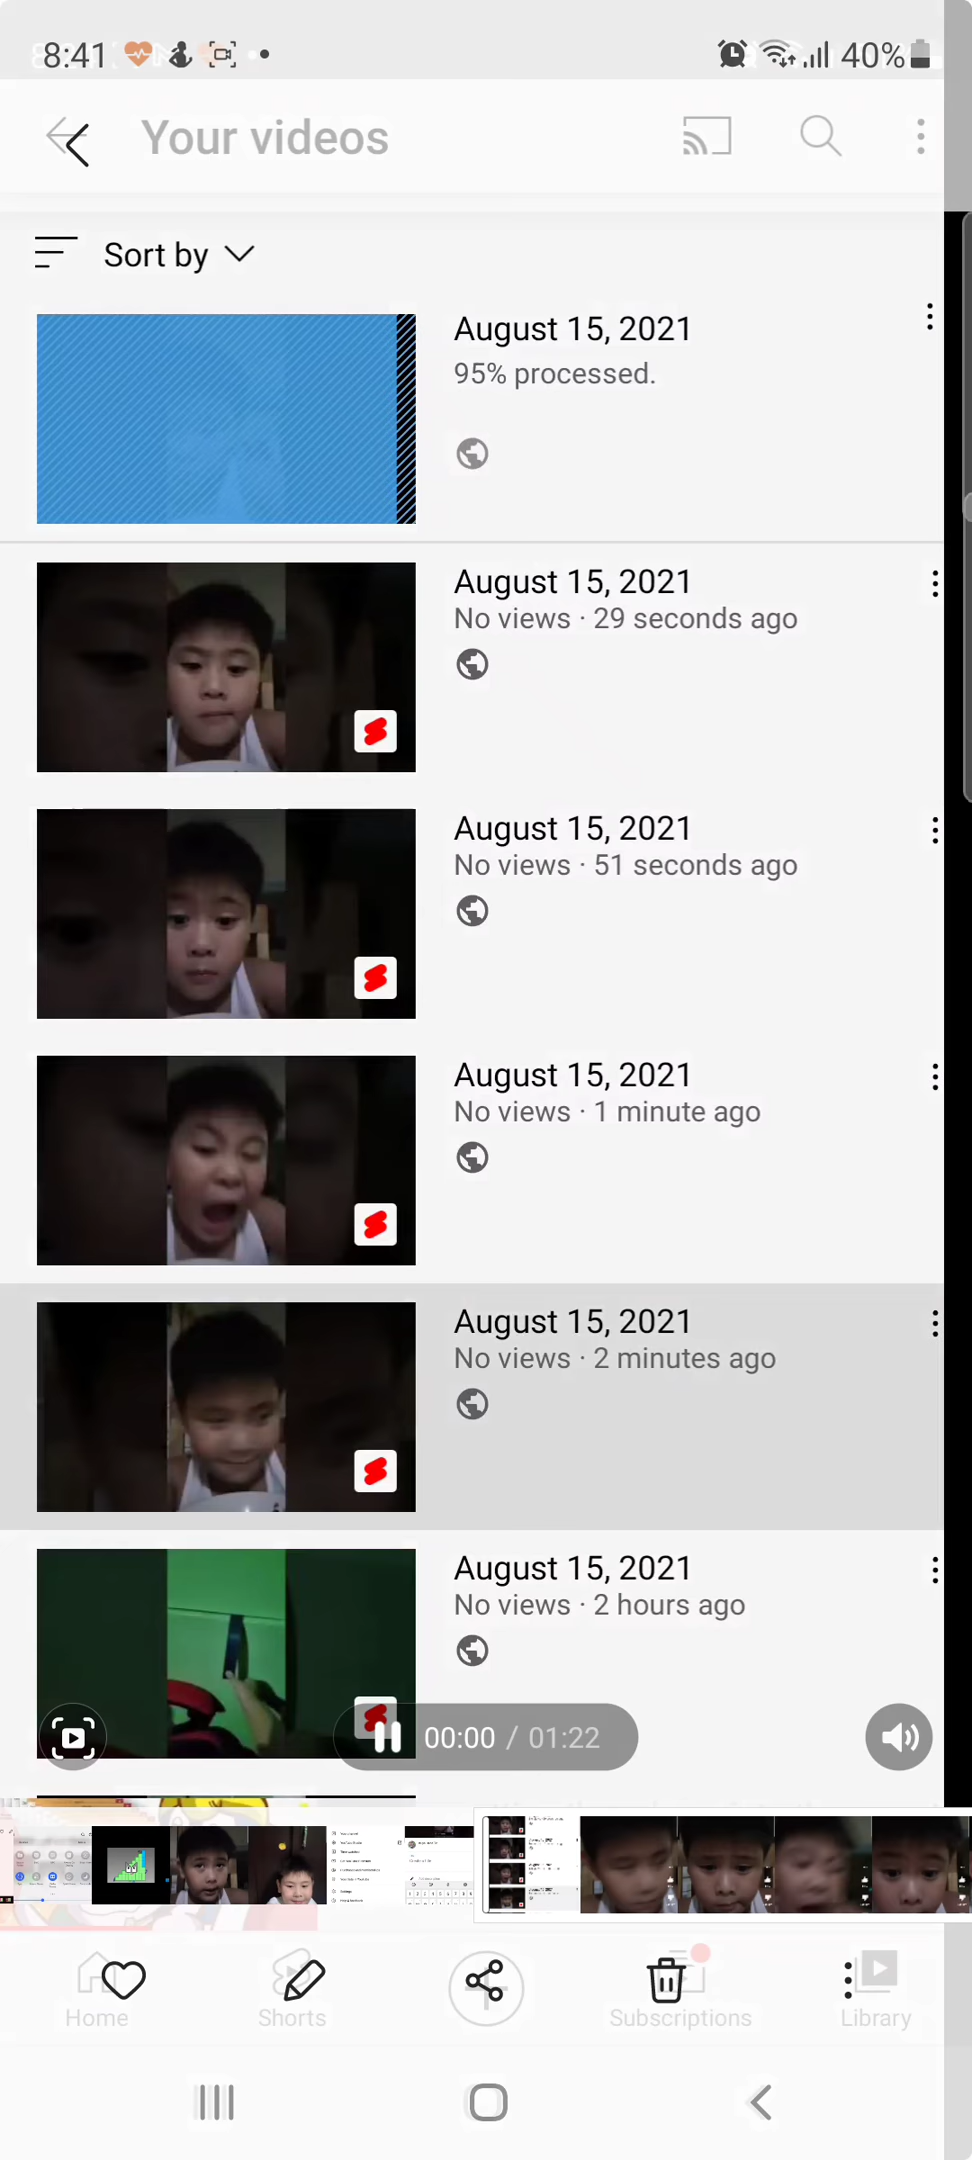 8:41
40%
Your videos
Sort by
August 15, 2021
95% processed.
August 15, 2021
No views · 29 seconds ago
August 15, 2021
No views · 51 seconds ago
August 15, 2021
No views · 1 minute ago
August 15, 2021
No views · 2 minutes ago
August 15, 2021
No views · 2 hours ago
00:00 / 01:22
Home
Shorts
Subscriptions
Library